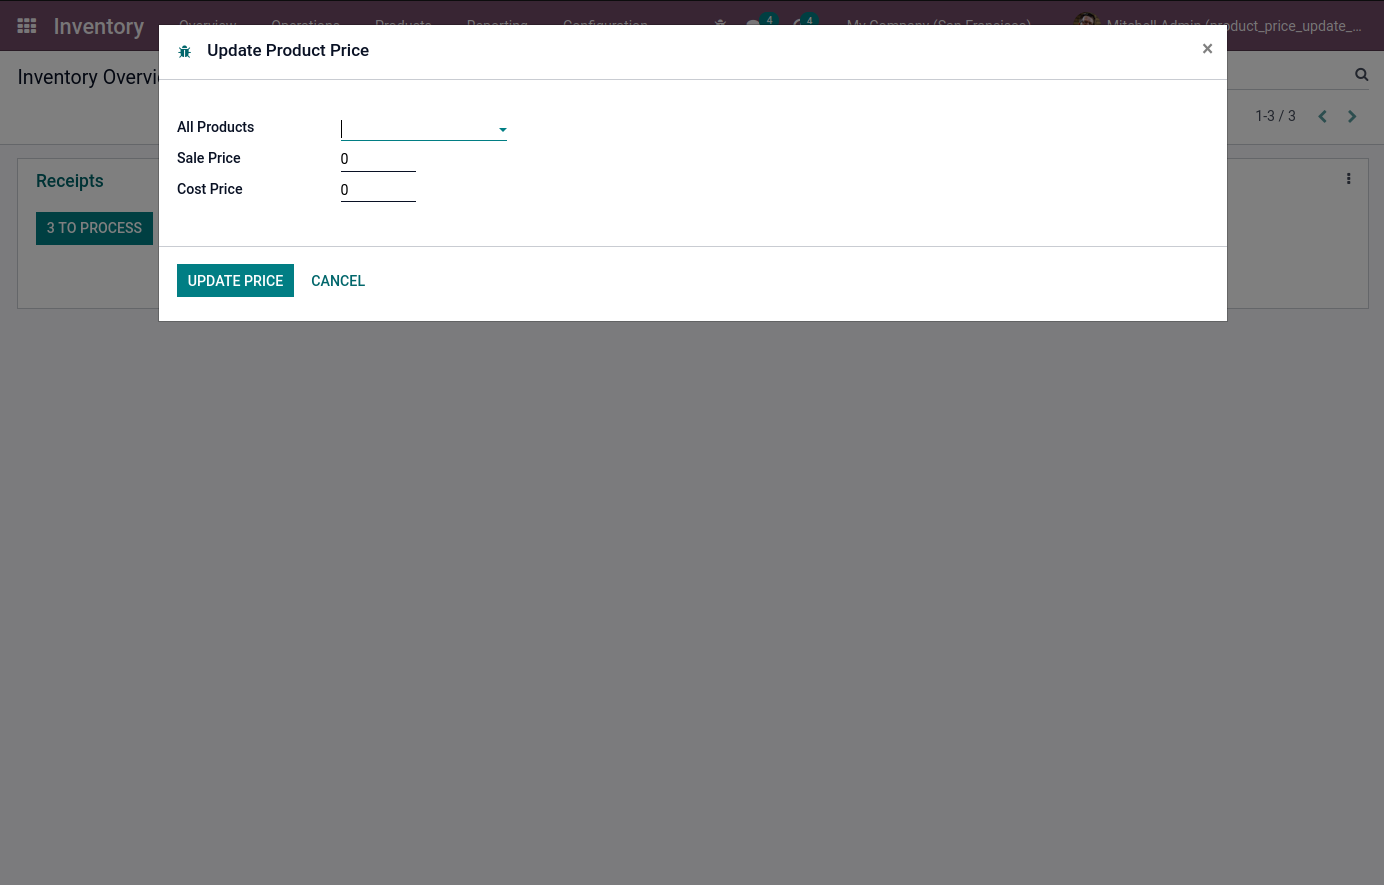 Inventory Overview Operations Products Reporting Configuration 4 4 My Company (San Francisco) Mitchell Admin (product_price_update_...
Update Product Price ×
Inventory Overvi
1-3 / 3
All Products
Sale Price 0
Cost Price 0
Receipts
3 TO PROCESS
UPDATE PRICE CANCEL